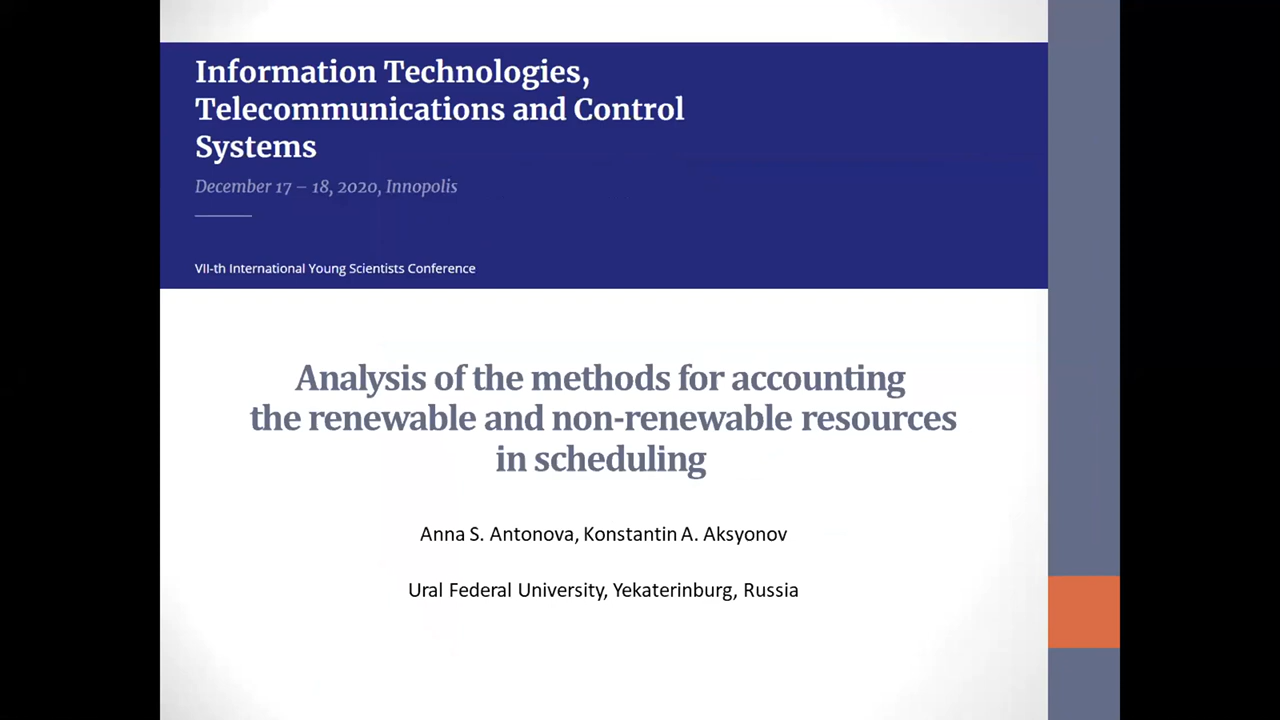 Information Technologies,
Telecommunications and Control
Systems
December 17 – 18, 2020, Innopolis
VII-th International Young Scientists Conference
Analysis of the methods for accounting
the renewable and non-renewable resources
in scheduling
Anna S. Antonova, Konstantin A. Aksyonov
Ural Federal University, Yekaterinburg, Russia